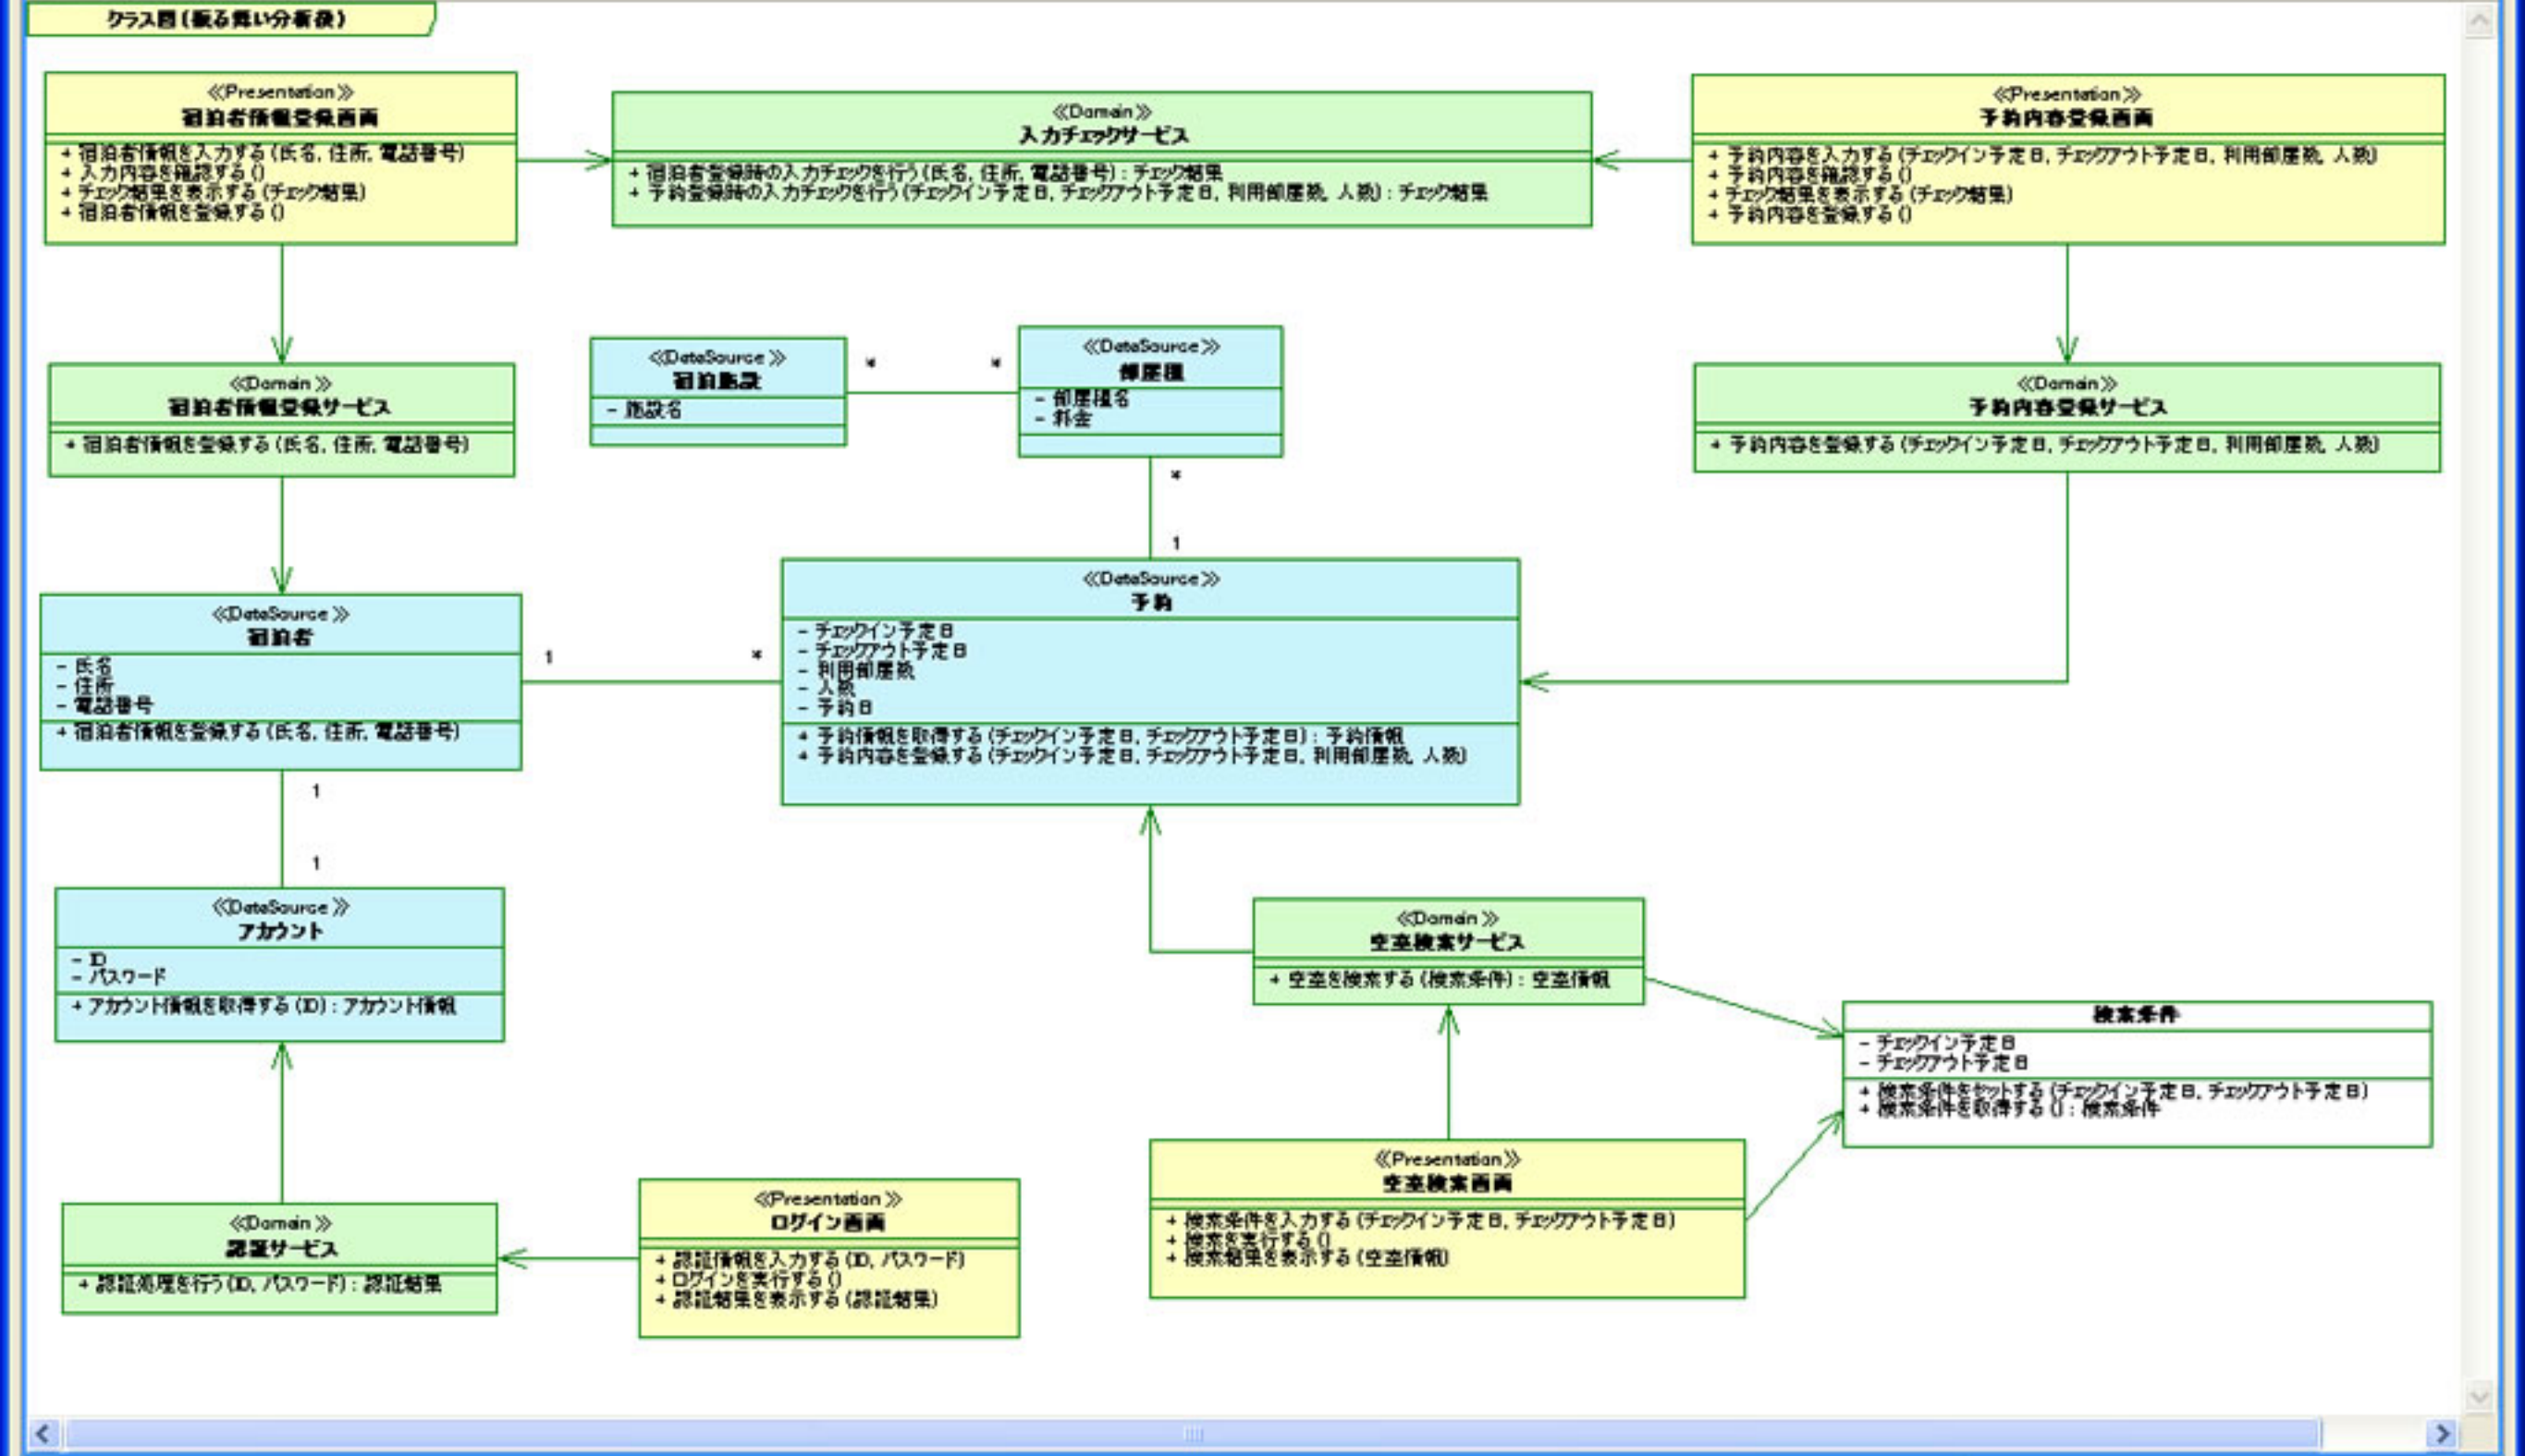 クラス図(振る舞い分析後)
≪Presentation≫
宿泊者情報登録画面
+ 宿泊者情報を入力する(氏名, 住所, 電話番号)
+ 入力内容を確認する()
+ チェック結果を表示する(チェック結果)
+ 宿泊者情報を登録する()
≪Domain≫
入力チェックサービス
+ 宿泊者登録時の入力チェックを行う(氏名, 住所, 電話番号) : チェック結果
+ 予約登録時の入力チェックを行う(チェックイン予定日, チェックアウト予定日, 利用部屋数, 人数) : チェック結果
≪Presentation≫
予約内容登録画面
+ 予約内容を入力する(チェックイン予定日, チェックアウト予定日, 利用部屋数, 人数)
+ 予約内容を確認する()
+ チェック結果を表示する(チェック結果)
+ 予約内容を登録する()
≪Domain≫
宿泊者情報登録サービス
+ 宿泊者情報を登録する(氏名, 住所, 電話番号)
≪DataSource≫
宿泊施設
- 施設名
*
*
≪DataSource≫
部屋種
- 部屋種名
- 料金
*
1
≪Domain≫
予約内容登録サービス
+ 予約内容を登録する(チェックイン予定日, チェックアウト予定日, 利用部屋数, 人数)
≪DataSource≫
宿泊者
- 氏名
- 住所
- 電話番号
+ 宿泊者情報を登録する(氏名, 住所, 電話番号)
1
*
≪DataSource≫
予約
- チェックイン予定日
- チェックアウト予定日
- 利用部屋数
- 人数
- 予約日
+ 予約情報を取得する(チェックイン予定日, チェックアウト予定日) : 予約情報
+ 予約内容を登録する(チェックイン予定日, チェックアウト予定日, 利用部屋数, 人数)
1
1
≪DataSource≫
アカウント
- ID
- パスワード
+ アカウント情報を取得する(ID) : アカウント情報
≪Domain≫
空室検索サービス
+ 空室を検索する(検索条件) : 空室情報
検索条件
- チェックイン予定日
- チェックアウト予定日
+ 検索条件をセットする(チェックイン予定日, チェックアウト予定日)
+ 検索条件を取得する() : 検索条件
≪Domain≫
認証サービス
+ 認証処理を行う(ID, パスワード) : 認証結果
≪Presentation≫
ログイン画面
+ 認証情報を入力する(ID, パスワード)
+ ログインを実行する()
+ 認証結果を表示する(認証結果)
≪Presentation≫
空室検索画面
+ 検索条件を入力する(チェックイン予定日, チェックアウト予定日)
+ 検索を実行する()
+ 検索結果を表示する(空室情報)